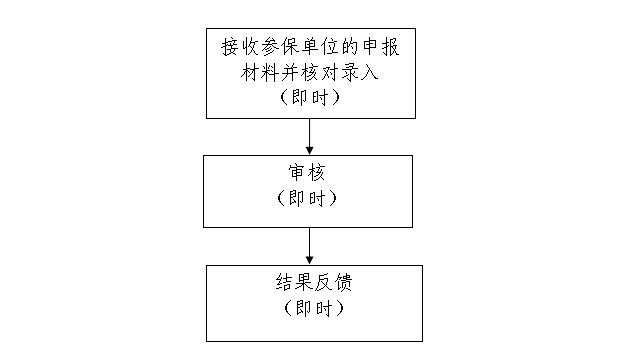 接收参保单位的申报
材料并核对录入
（即时）
审核
（即时）
结果反馈
（即时）